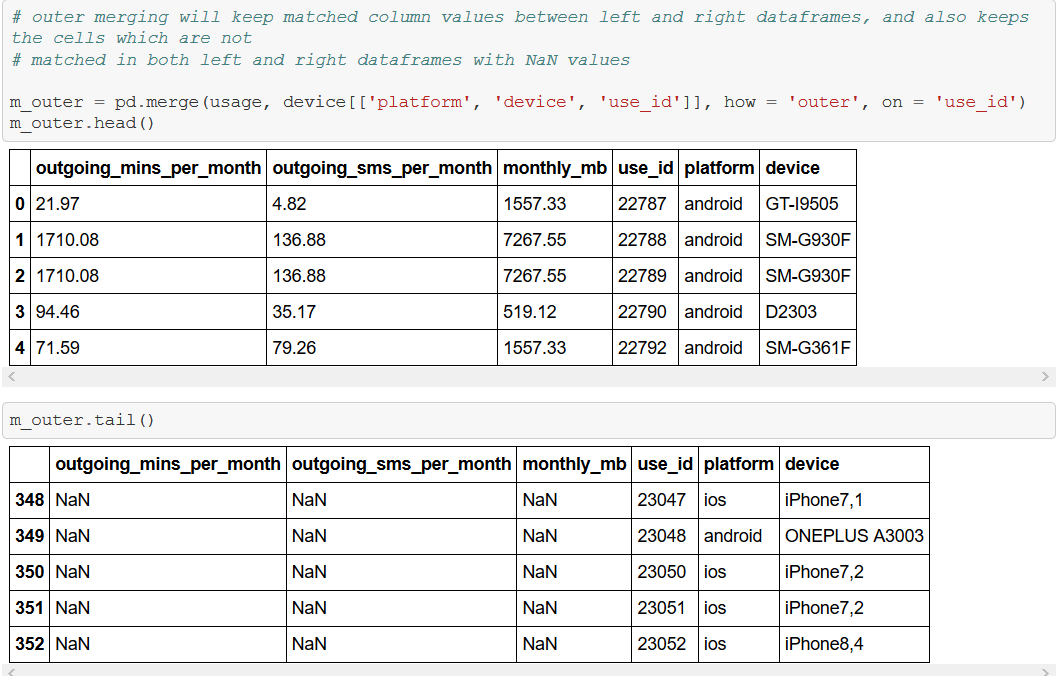 # outer merging will keep matched column values between left and right dataframes, and also keeps
the cells which are not
# matched in both left and right dataframes with NaN values
m_outer = pd.merge(usage, device[['platform', 'device', 'use_id']], how = 'outer', on = 'use_id')
m_outer.head()
outgoing_mins_per_month outgoing_sms_per_month monthly_mb use_id platform device
0 21.97 4.82 1557.33 22787 android GT-I9505
1 1710.08 136.88 7267.55 22788 android SM-G930F
2 1710.08 136.88 7267.55 22789 android SM-G930F
3 94.46 35.17 519.12 22790 android D2303
4 71.59 79.26 1557.33 22792 android SM-G361F
m_outer.tail()
outgoing_mins_per_month outgoing_sms_per_month monthly_mb use_id platform device
348 NaN NaN NaN 23047 ios iPhone7,1
349 NaN NaN NaN 23048 android ONEPLUS A3003
350 NaN NaN NaN 23050 ios iPhone7,2
351 NaN NaN NaN 23051 ios iPhone7,2
352 NaN NaN NaN 23052 ios iPhone8,4